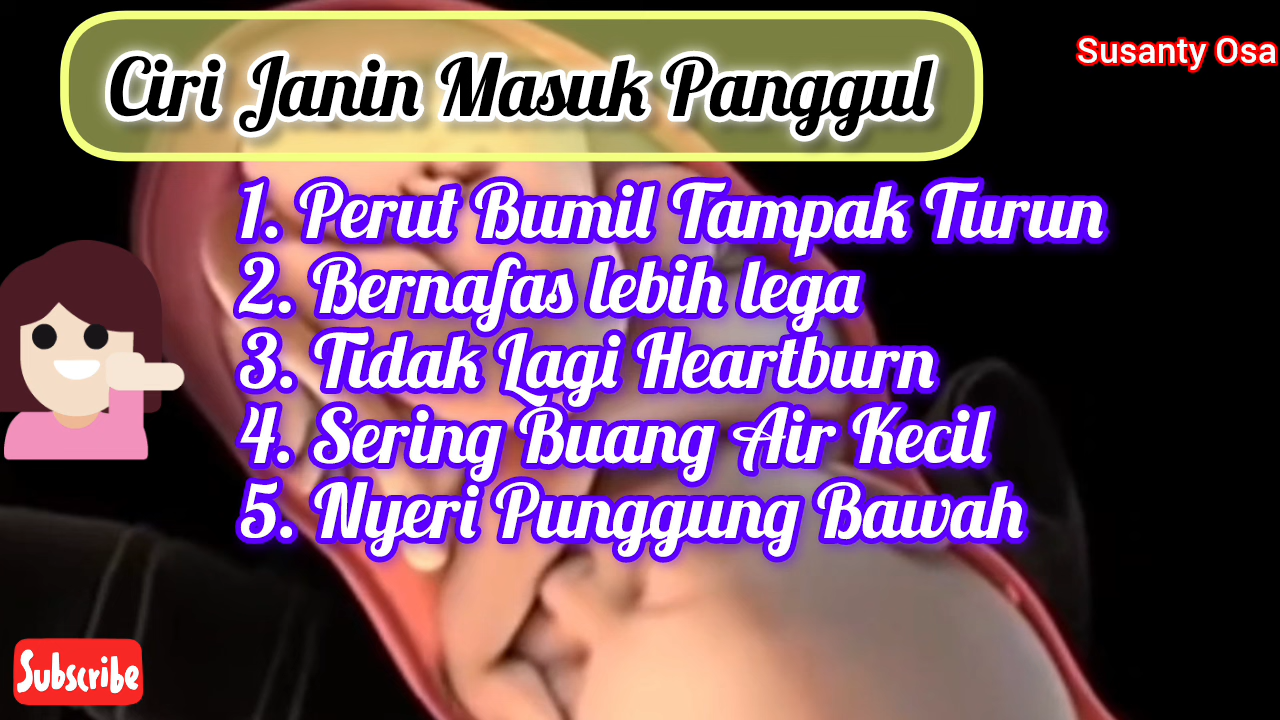 Ciri Janin Masuk Panggul
Susanty Osa
1. Perut Bumil Tampak Turun
2. Bernafas lebih lega
3. Tidak Lagi Heartburn
4. Sering Buang Air Kecil
5. Nyeri Punggung Bawah
Subscribe